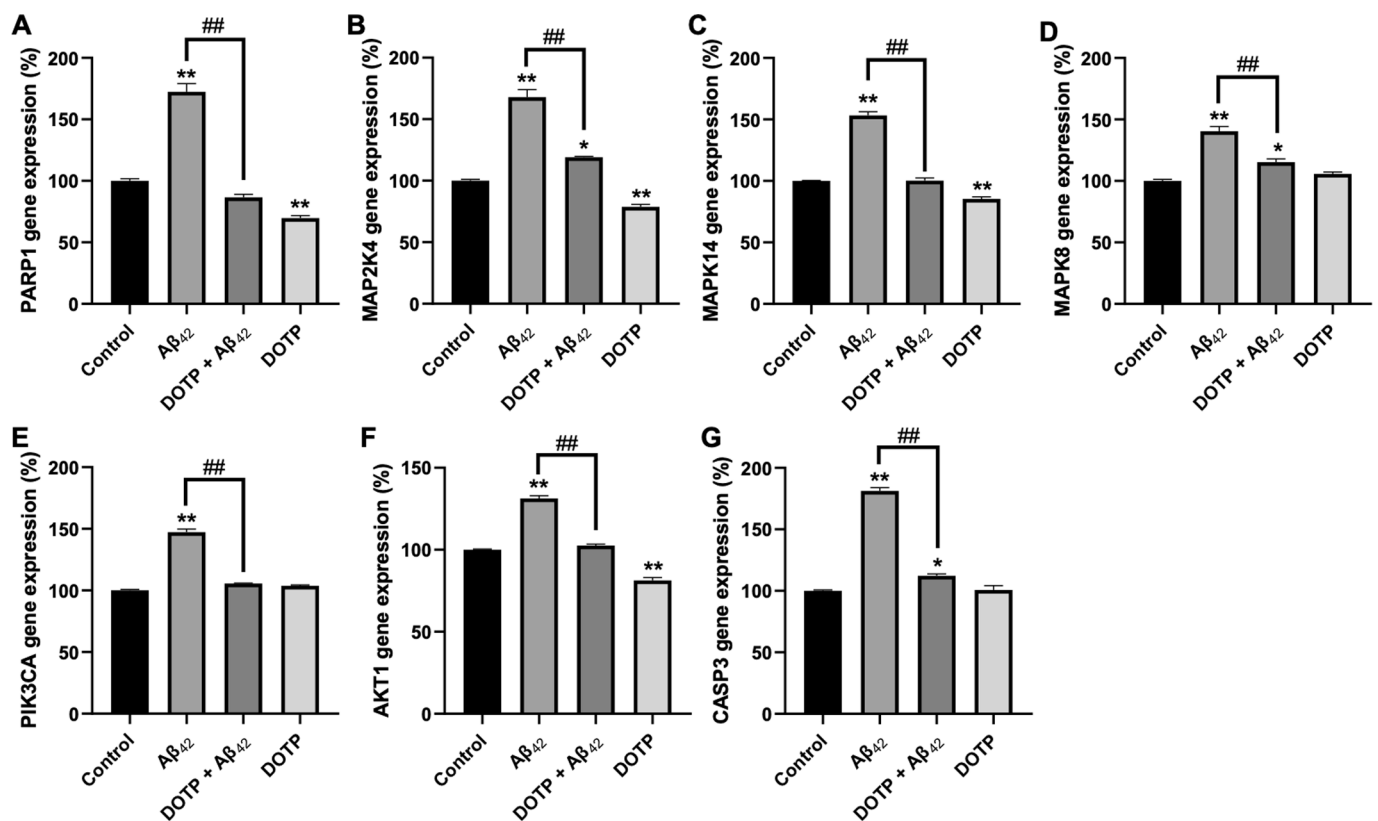 A
PARP1 gene expression (%)
200
150
100
50
0
**
##
**
Control
Aβ42
DOTP + Aβ42
DOTP
B
MAP2K4 gene expression (%)
200
150
100
50
0
**
##
*
**
Control
Aβ42
DOTP + Aβ42
DOTP
C
MAPK14 gene expression (%)
200
150
100
50
0
**
##
**
Control
Aβ42
DOTP + Aβ42
DOTP
D
MAPK8 gene expression (%)
200
150
100
50
0
**
##
*
Control
Aβ42
DOTP + Aβ42
DOTP
E
PIK3CA gene expression (%)
200
150
100
50
0
**
##
Control
Aβ42
DOTP + Aβ42
DOTP
F
AKT1 gene expression (%)
150
100
50
0
**
##
**
Control
Aβ42
DOTP + Aβ42
DOTP
G
CASP3 gene expression (%)
200
150
100
50
0
**
##
*
Control
Aβ42
DOTP + Aβ42
DOTP